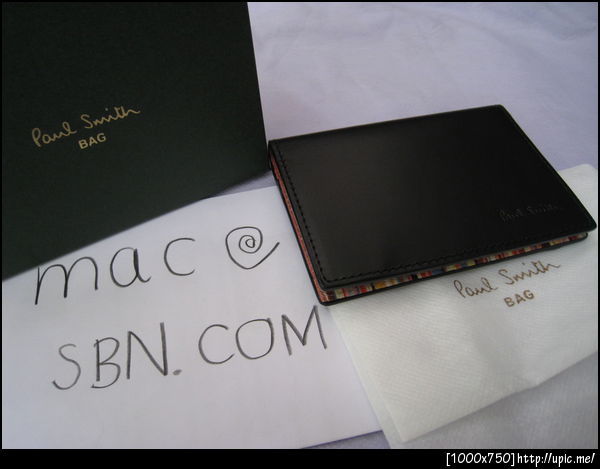 Paul Smith
BAG
Paul Smith
Paul Smith
BAG
mac @
SBN.COM
[1000x750]http://upic.me/